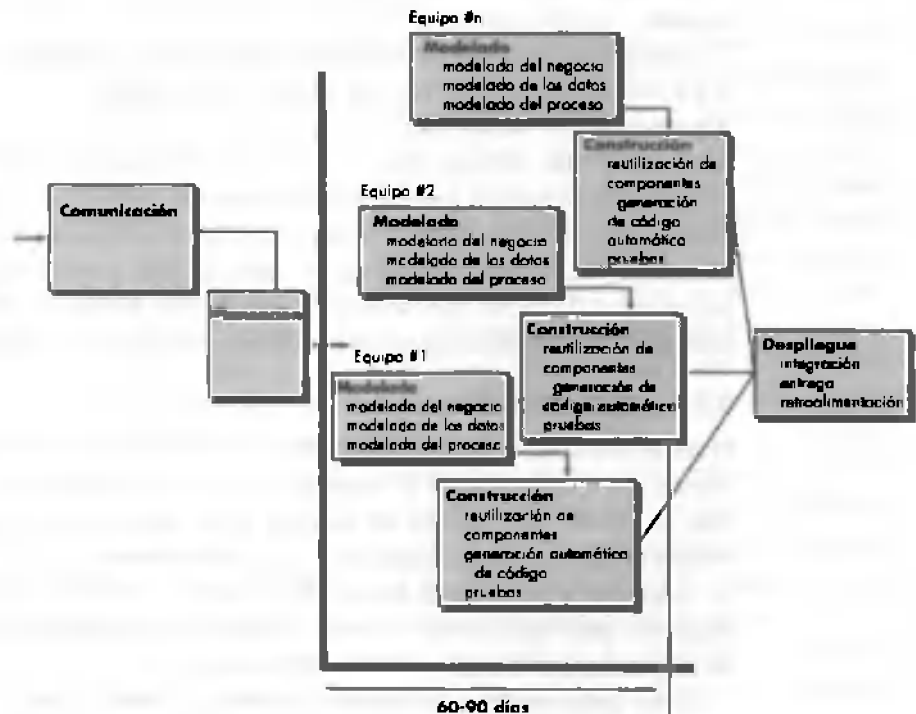 Equipo #n
Modelado
modelado del negocio
modelado de los datos
modelado del proceso
Construcción
reutilización de
componentes
generación
de código
automático
pruebas
Equipo #2
Modelado
modelado del negocio
modelado de los datos
modelado del proceso
Comunicación
Construcción
reutilización de
componentes
generación de
código automático
pruebas
Equipo #1
Modelado
modelado del negocio
modelado de los datos
modelado del proceso
Construcción
reutilización de
componentes
generación automática
de código
pruebas
Despliegue
integración
entrega
retroalimentación
60-90 días